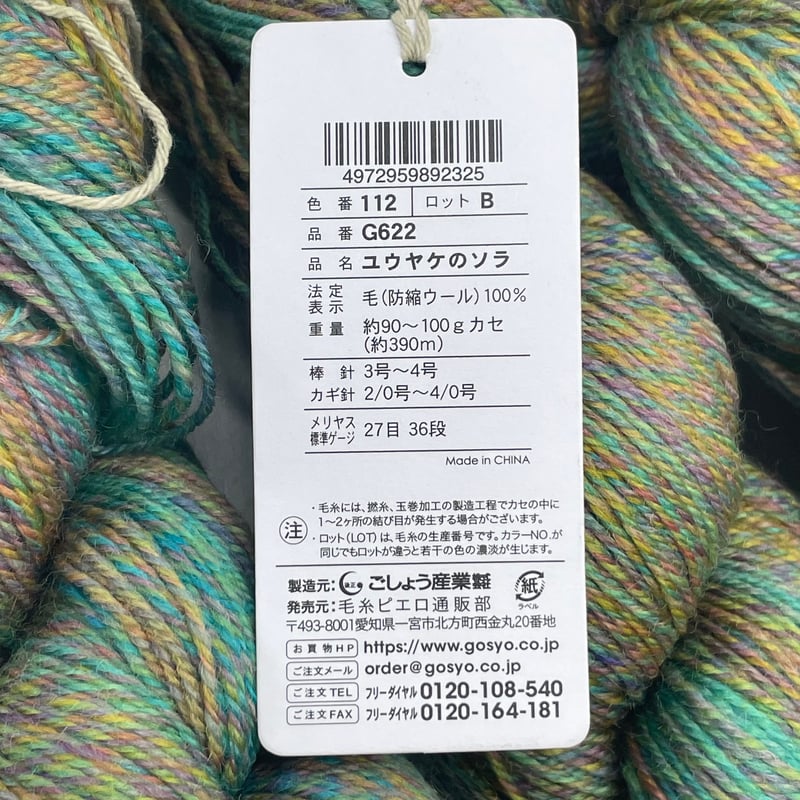 4972959892325
色番 112 ロット B
品番 G622
品名 ユウヤケのソラ
法定表示 毛(防縮ウール)100%
重量 約90〜100gカセ
(約390m)
棒針 3号〜4号
カギ針 2/0号〜4/0号
メリヤス標準ゲージ 27目 36段
Made in CHINA
注
・毛糸には、撚糸、玉巻加工の製造工程でカセの中に
1〜2ヶ所の結び目が発生する場合がございます。
・ロット(LOT)は、毛糸の生産番号です。カラーNO.が
同じでもロットが違うと若干の色の濃淡が生じます。
製造元: ごしょう産業㈱ 紙 ラベル
発売元: 毛糸ピエロ通販部
〒493-8001愛知県一宮市北方町西金丸20番地
お買物HP https://www.gosyo.co.jp
ご注文メール order@gosyo.co.jp
ご注文TEL フリーダイヤル 0120-108-540
ご注文FAX フリーダイヤル 0120-164-181